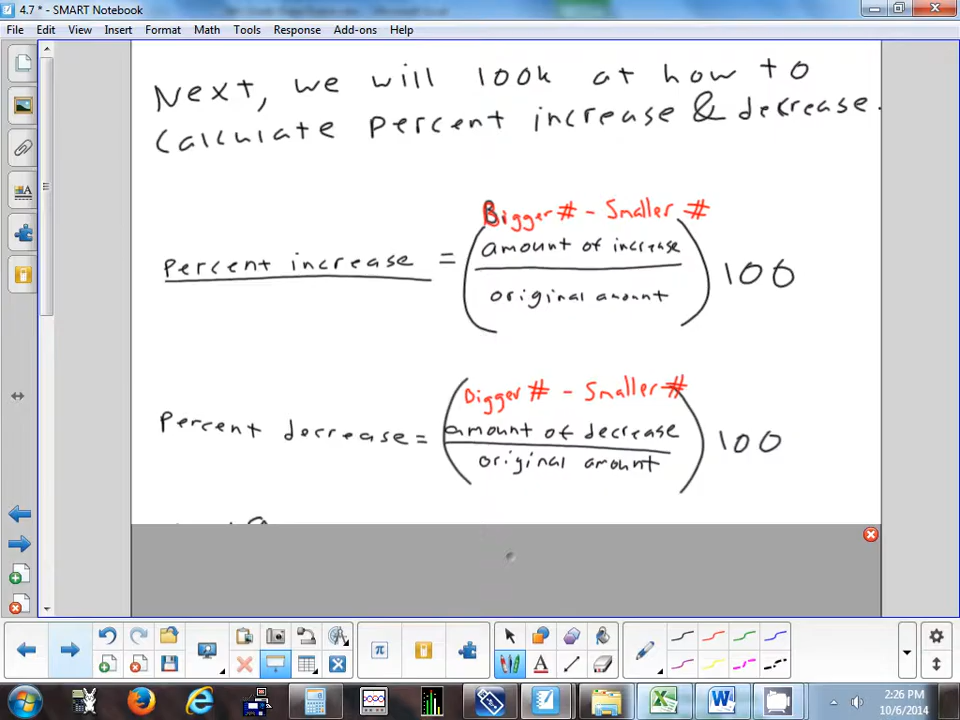 4.7 * - SMART Notebook
File Edit View Insert Format Math Tools Response Add-ons Help
Next, we will look at how to
calculate percent increase & decrease.
Bigger # - Smaller #
percent increase = (amount of increase / original amount) 100
Bigger # - Smaller #
Percent decrease = (amount of decrease / original amount) 100
2:26 PM
10/6/2014